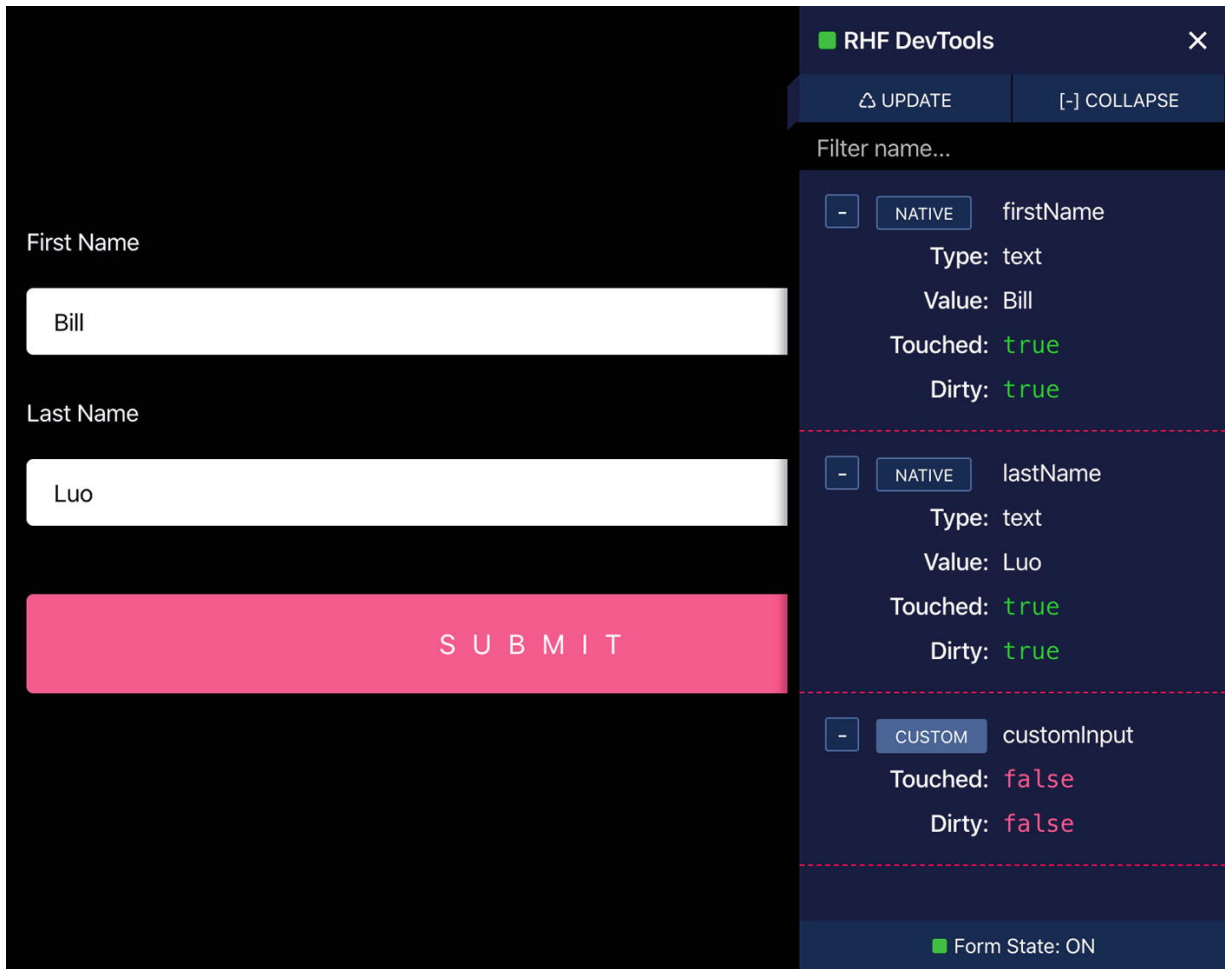 First Name
Bill
Last Name
Luo
SUBMIT
RHF DevTools ✕
♺ UPDATE [-] COLLAPSE
Filter name...
- NATIVE firstName
Type: text
Value: Bill
Touched: true
Dirty: true
- NATIVE lastName
Type: text
Value: Luo
Touched: true
Dirty: true
- CUSTOM customInput
Touched: false
Dirty: false
Form State: ON